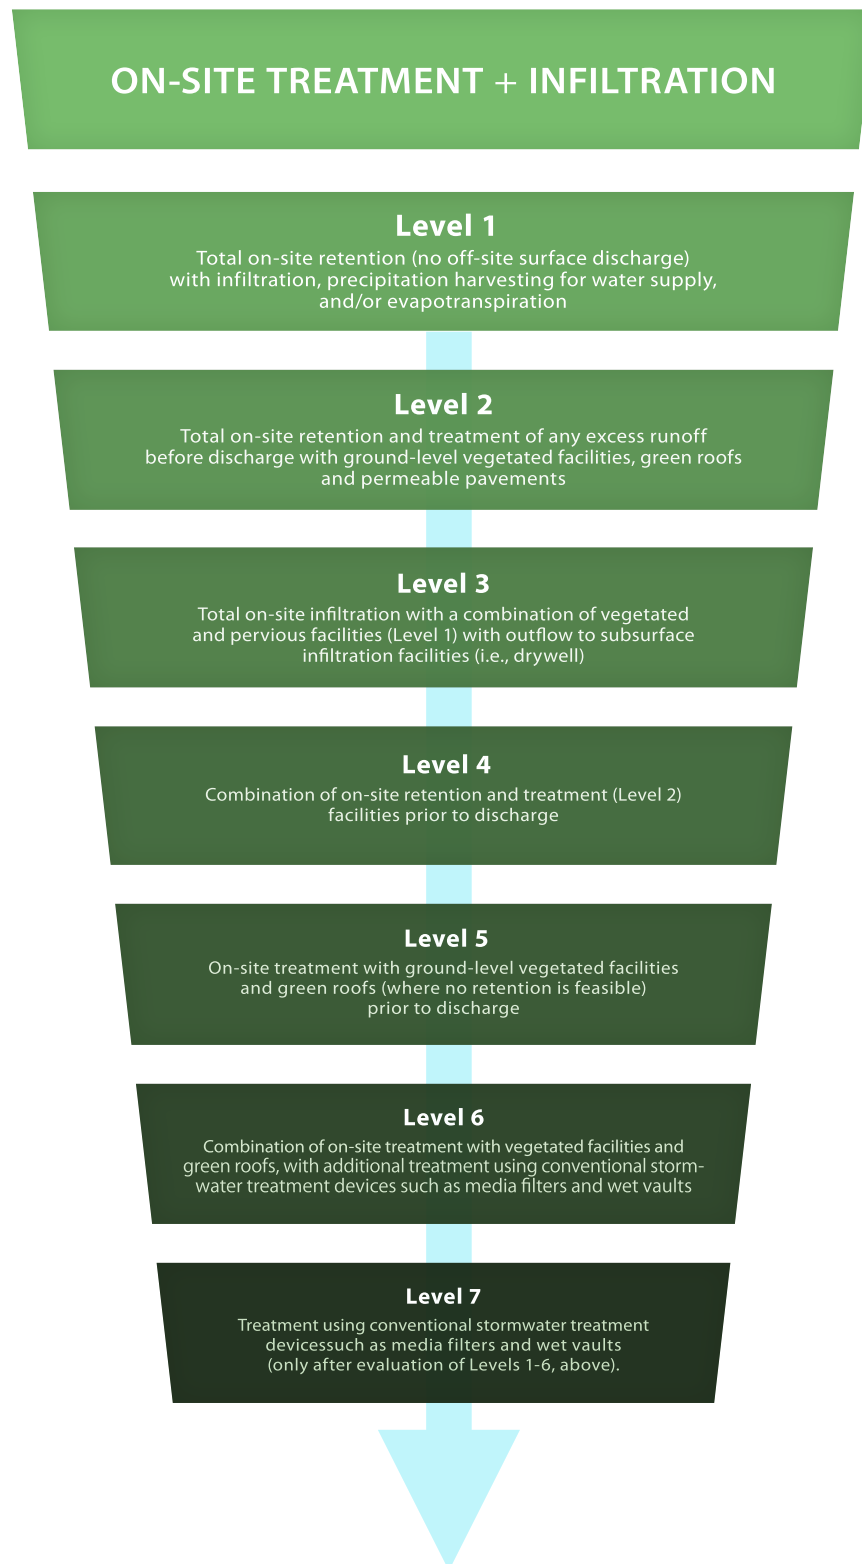 ON-SITE TREATMENT + INFILTRATION
Level 1
Total on-site retention (no off-site surface discharge)
with infiltration, precipitation harvesting for water supply,
and/or evapotranspiration
Level 2
Total on-site retention and treatment of any excess runoff
before discharge with ground-level vegetated facilities, green roofs
and permeable pavements
Level 3
Total on-site infiltration with a combination of vegetated
and pervious facilities (Level 1) with outflow to subsurface
infiltration facilities (i.e., drywell)
Level 4
Combination of on-site retention and treatment (Level 2)
facilities prior to discharge
Level 5
On-site treatment with ground-level vegetated facilities
and green roofs (where no retention is feasible)
prior to discharge
Level 6
Combination of on-site treatment with vegetated facilities and
green roofs, with additional treatment using conventional storm-
water treatment devices such as media filters and wet vaults
Level 7
Treatment using conventional stormwater treatment
devicessuch as media filters and wet vaults
(only after evaluation of Levels 1-6, above).